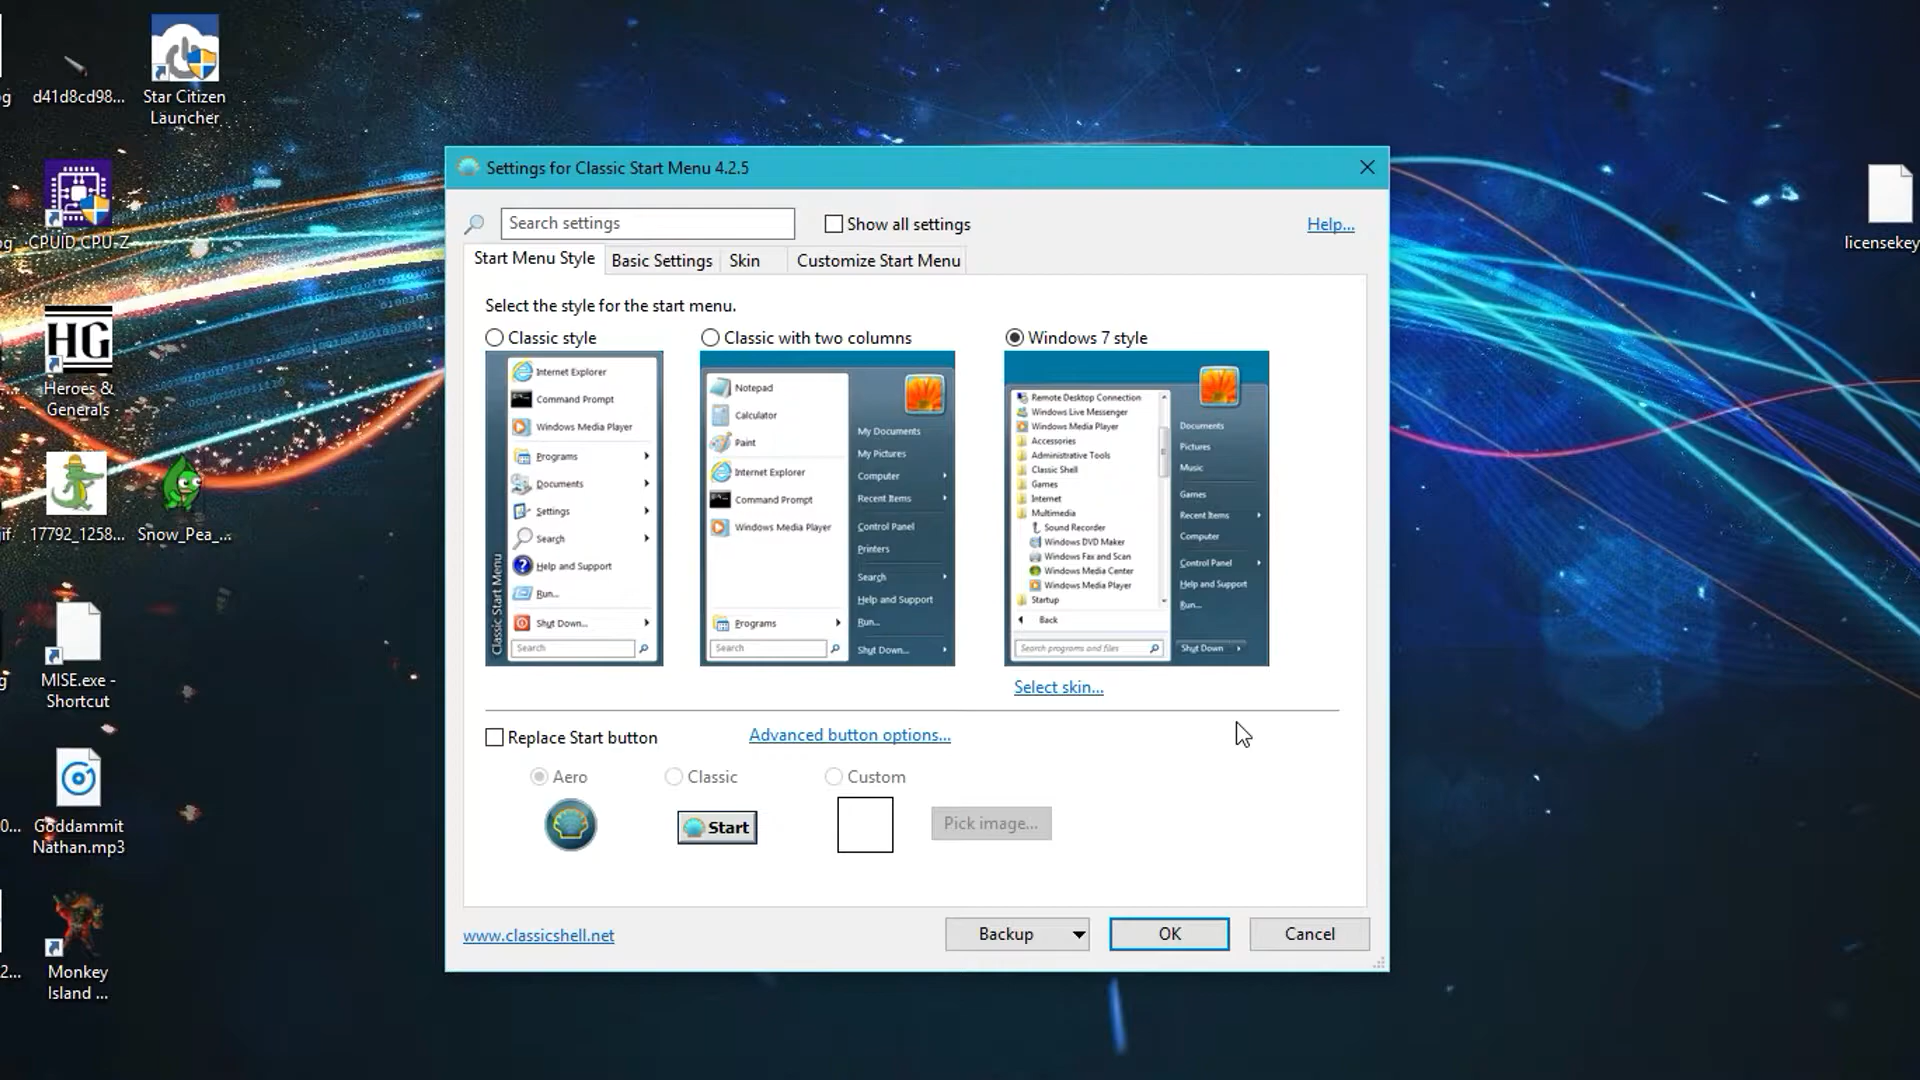 d41d8cd98...
Star Citizen
Launcher
CPUID CPU-Z
HG
Heroes &
Generals
17792_1258...
Snow_Pea_...
MISE.exe -
Shortcut
Goddammit
Nathan.mp3
Monkey
Island ...
licensekey
Settings for Classic Start Menu 4.2.5
Search settings
Show all settings
Help...
Start Menu Style
Basic Settings
Skin
Customize Start Menu
Select the style for the start menu.
Classic style
Classic with two columns
Windows 7 style
Internet Explorer
Command Prompt
Windows Media Player
Programs
Documents
Settings
Search
Help and Support
Run...
Shut Down...
Search
Classic Start Menu
Notepad
Calculator
Paint
Internet Explorer
Command Prompt
Windows Media Player
Programs
Search
My Documents
My Pictures
Computer
Recent Items
Control Panel
Printers
Search
Help and Support
Run...
Shut Down...
Remote Desktop Connection
Windows Live Messenger
Windows Media Player
Accessories
Administrative Tools
Classic Shell
Games
Internet
Multimedia
Sound Recorder
Windows DVD Maker
Windows Fax and Scan
Windows Media Center
Windows Media Player
Startup
Back
Search programs and files
Documents
Pictures
Music
Games
Recent Items
Computer
Control Panel
Help and Support
Run...
Shut Down
Select skin...
Replace Start button
Advanced button options...
Aero
Classic
Custom
Start
Pick image...
www.classicshell.net
Backup
OK
Cancel